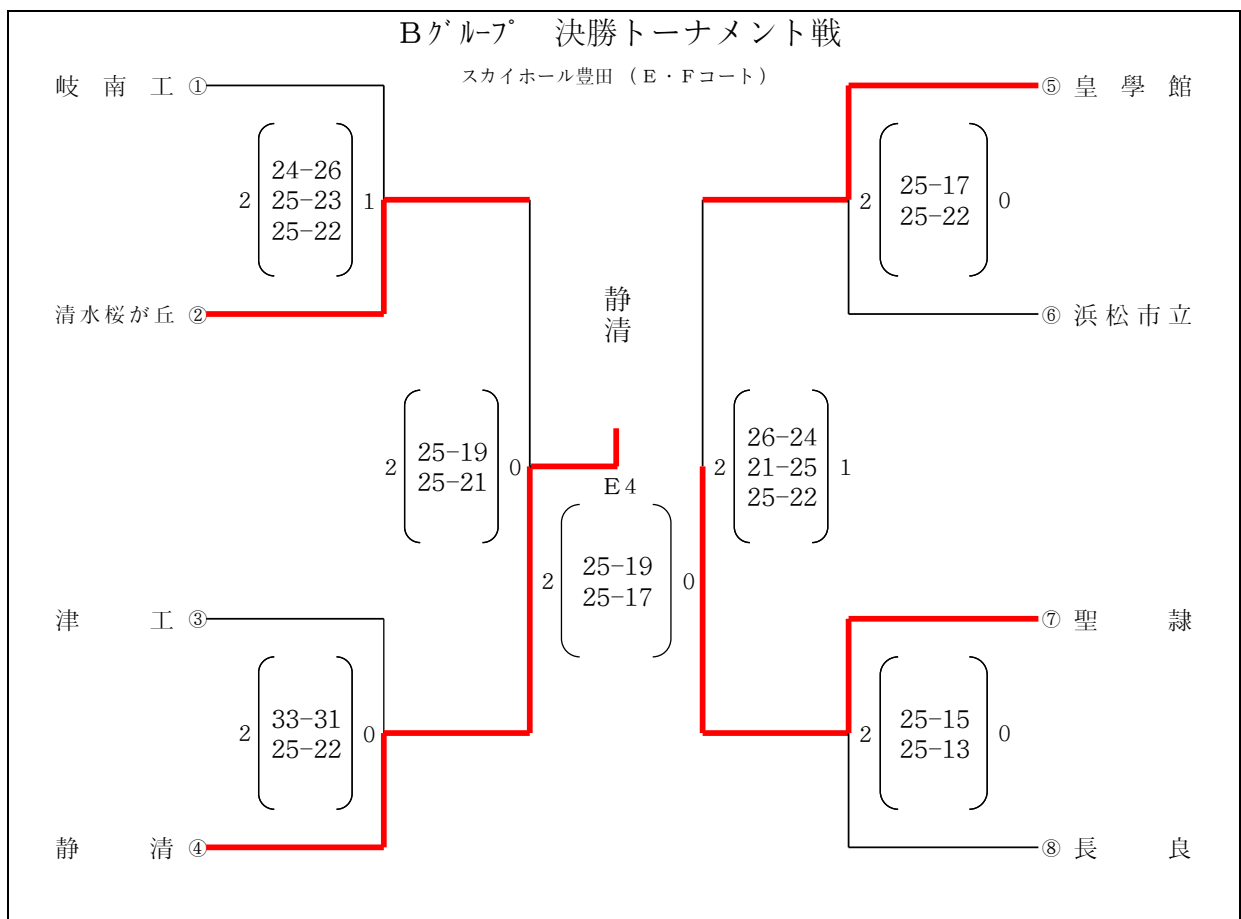 Bｸﾞﾙｰﾌﾟ　決勝トーナメント戦
スカイホール豊田 （E・Fコート）
岐南工 ①
⑤ 皇學館
2 24-26 1
25-23
25-22
2 25-17 0
25-22
清水桜が丘 ②
⑥ 浜松市立
静清
2 25-19 0
25-21
2 26-24 1
21-25
25-22
E4
2 25-19 0
25-17
津工 ③
⑦ 聖隷
2 33-31 0
25-22
2 25-15 0
25-13
静清 ④
⑧ 長良